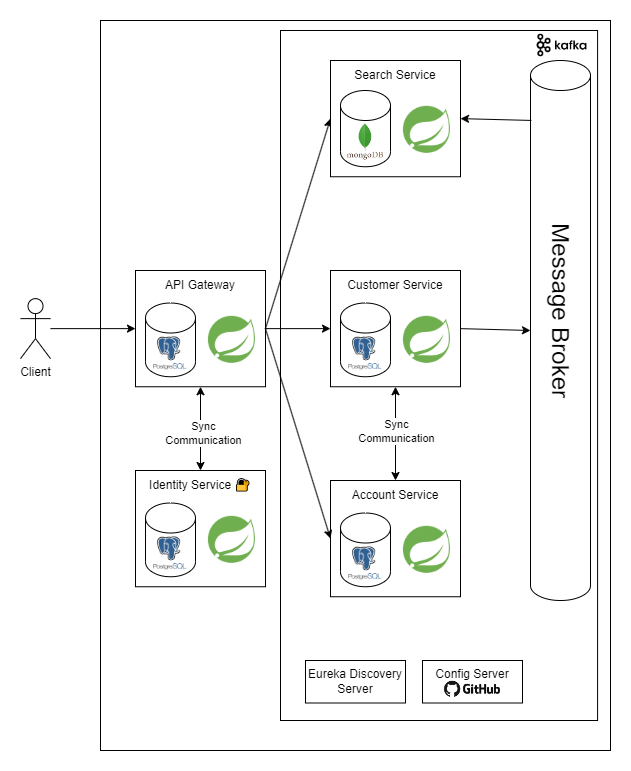 kafka
Search Service
mongoDB
Message Broker
API Gateway
PostgreSQL
Customer Service
PostgreSQL
Client
Sync
Communication
Sync
Communication
Identity Service
PostgreSQL
Account Service
PostgreSQL
Eureka Discovery
Server
Config Server
GitHub